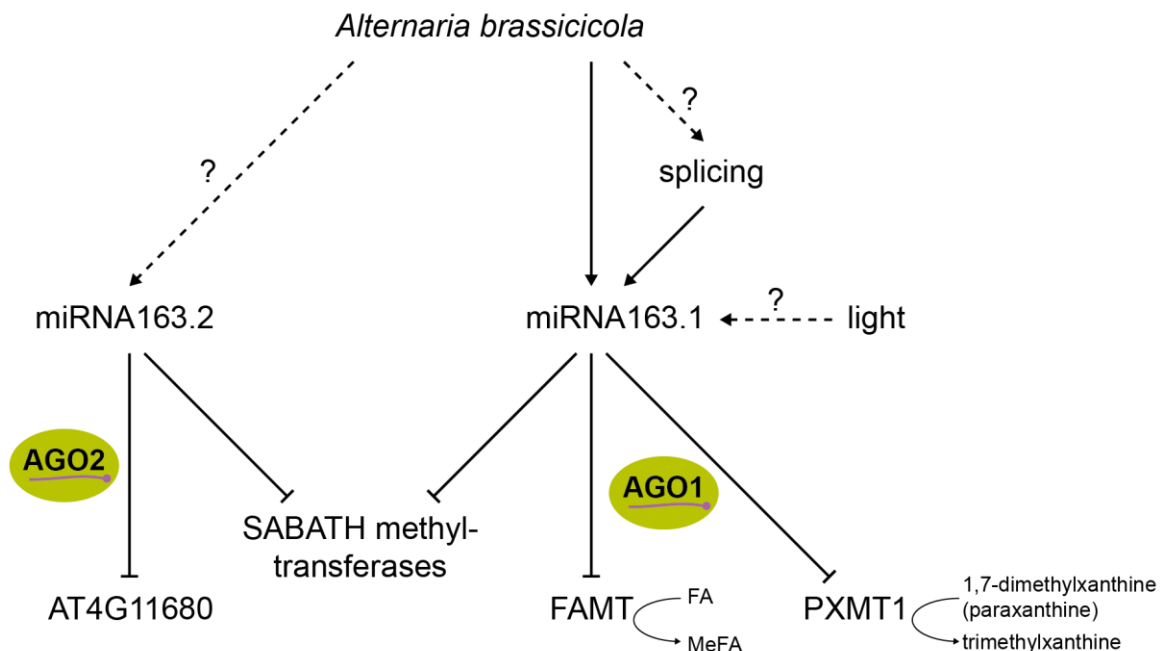 Alternaria brassicicola
?
?
splicing
miRNA163.2
miRNA163.1
?
light
AGO2
AGO1
SABATH methyl-
transferases
AT4G11680
FAMT
FA
MeFA
PXMT1
1,7-dimethylxanthine
(paraxanthine)
trimethylxanthine